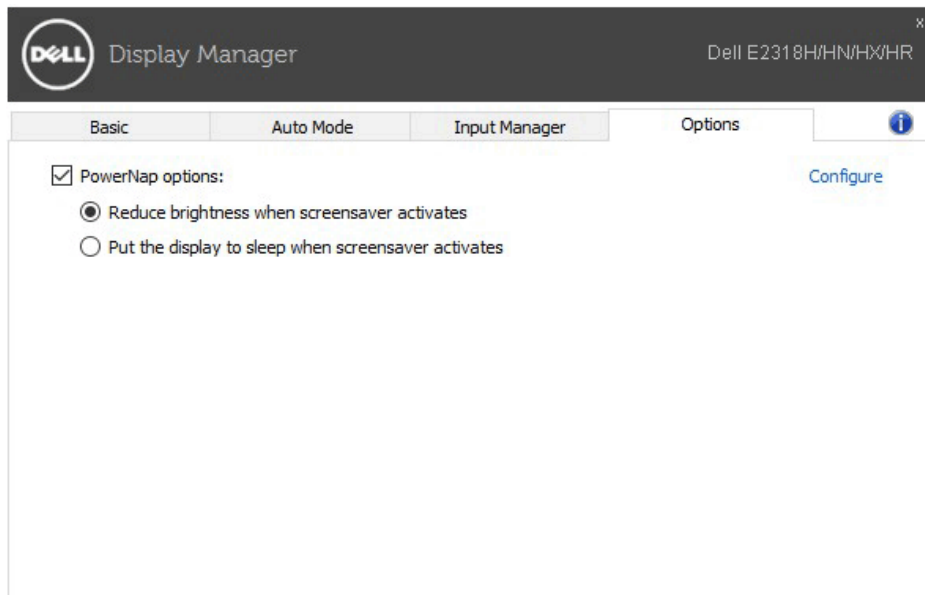 x
DELL Display Manager
Dell E2318H/HN/HX/HR
Basic Auto Mode Input Manager Options i
PowerNap options: Configure
Reduce brightness when screensaver activates
Put the display to sleep when screensaver activates